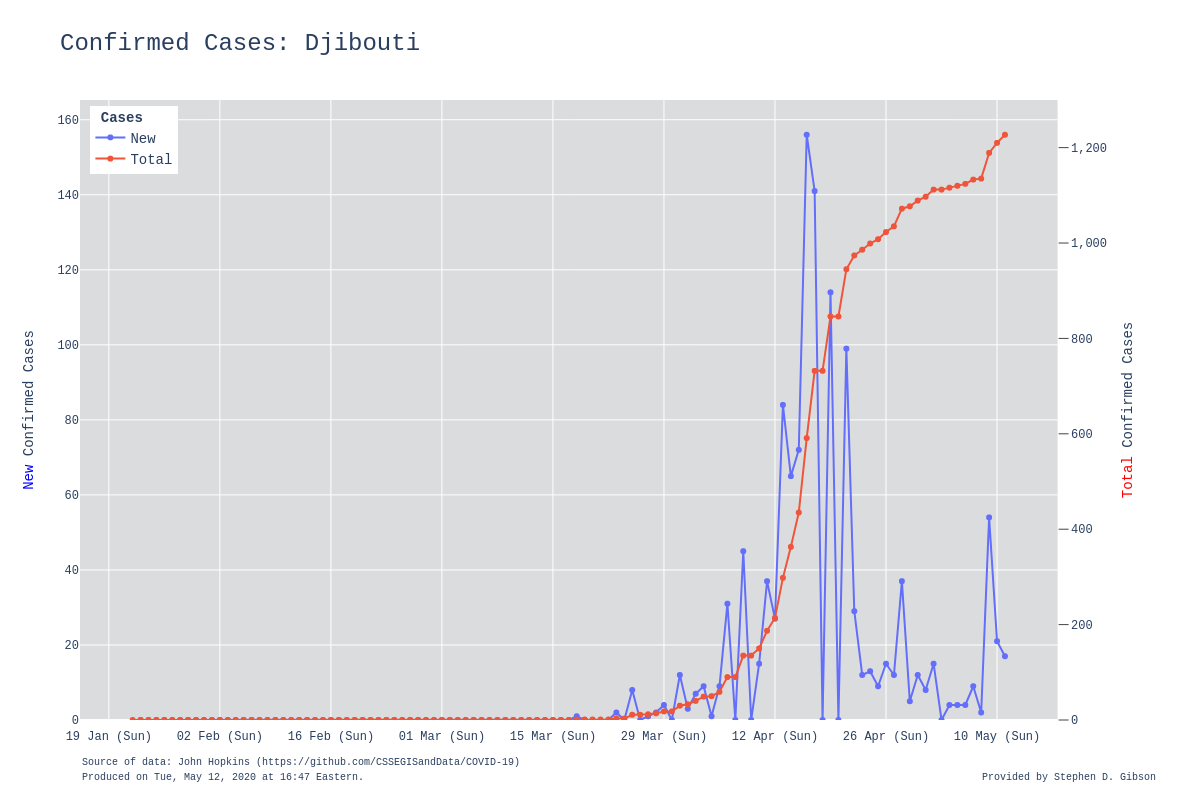 Confirmed Cases: Djibouti
Cases
New
Total
160
140
120
100
80
60
40
20
0
1,200
1,000
800
600
400
200
0
New Confirmed Cases
Total Confirmed Cases
19 Jan (Sun) 02 Feb (Sun) 16 Feb (Sun) 01 Mar (Sun) 15 Mar (Sun) 29 Mar (Sun) 12 Apr (Sun) 26 Apr (Sun) 10 May (Sun)
Source of data: John Hopkins (https://github.com/CSSEGISandData/COVID-19)
Produced on Tue, May 12, 2020 at 16:47 Eastern.
Provided by Stephen D. Gibson